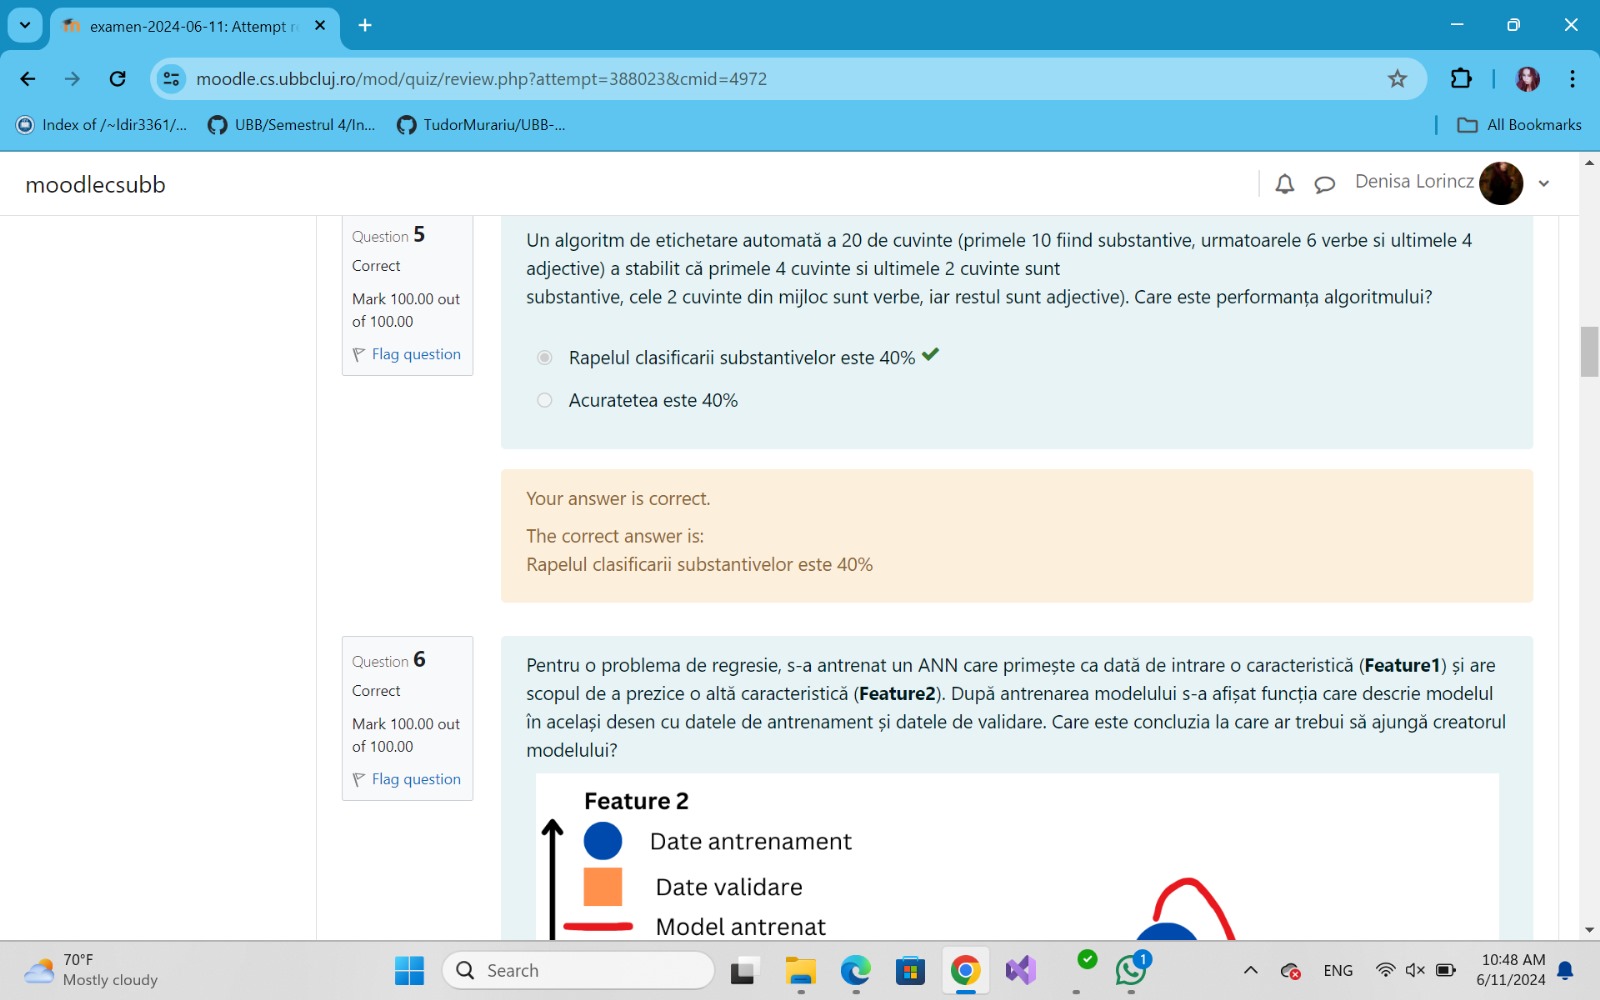 examen-2024-06-11: Attempt r
moodle.cs.ubbcluj.ro/mod/quiz/review.php?attempt=388023&cmid=4972
Index of /~ldir3361/...
UBB/Semestrul 4/In...
TudorMurariu/UBB-...
All Bookmarks
moodlecsubb
Denisa Lorincz
Question 5
Correct
Mark 100.00 out
of 100.00
Flag question
Un algoritm de etichetare automată a 20 de cuvinte (primele 10 fiind substantive, urmatoarele 6 verbe si ultimele 4
adjective) a stabilit că primele 4 cuvinte si ultimele 2 cuvinte sunt
substantive, cele 2 cuvinte din mijloc sunt verbe, iar restul sunt adjective). Care este performanța algoritmului?
Rapelul clasificarii substantivelor este 40%
Acuratetea este 40%
Your answer is correct.
The correct answer is:
Rapelul clasificarii substantivelor este 40%
Question 6
Correct
Mark 100.00 out
of 100.00
Flag question
Pentru o problema de regresie, s-a antrenat un ANN care primește ca dată de intrare o caracteristică (Feature1) și are
scopul de a prezice o altă caracteristică (Feature2). După antrenarea modelului s-a afișat funcția care descrie modelul
în același desen cu datele de antrenament și datele de validare. Care este concluzia la care ar trebui să ajungă creatorul
modelului?
Feature 2
Date antrenament
Date validare
Model antrenat
70°F
Mostly cloudy
Search
1
ENG
10:48 AM
6/11/2024